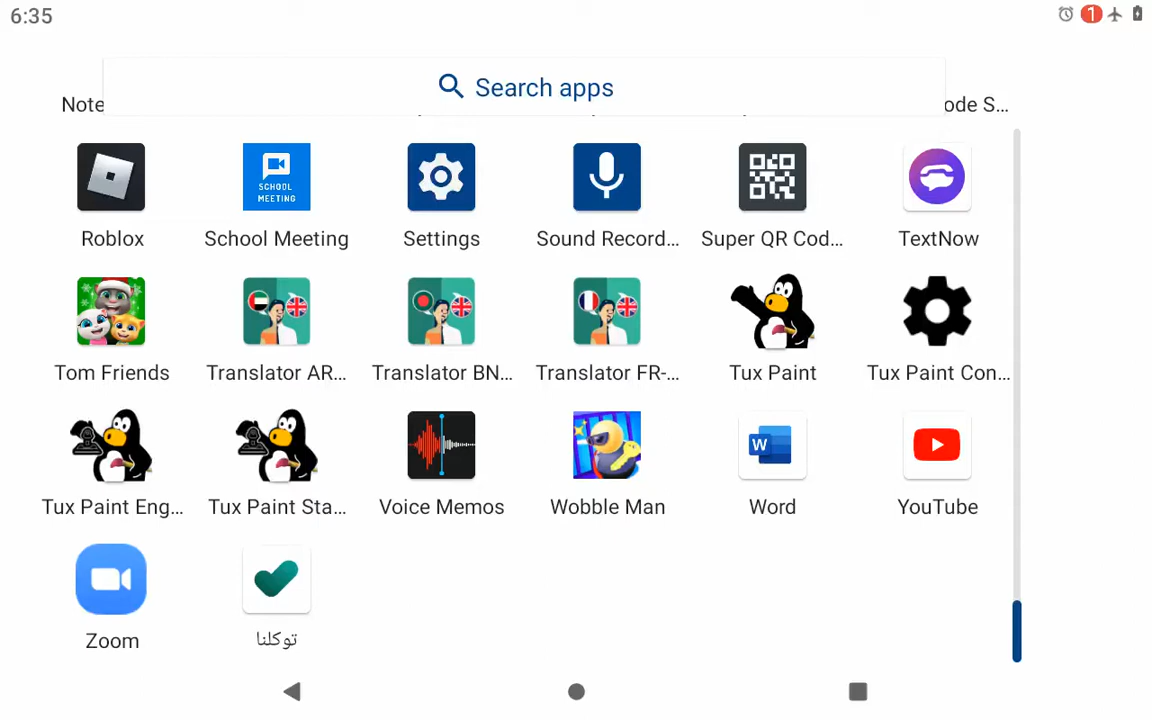 6:35
1
Search apps
Note
ode S...
SCHOOL
MEETING
Roblox
School Meeting
Settings
Sound Record...
Super QR Cod...
TextNow
Tom Friends
Translator AR...
Translator BN...
Translator FR-...
Tux Paint
Tux Paint Con...
W
Tux Paint Eng...
Tux Paint Sta...
Voice Memos
Wobble Man
Word
YouTube
Zoom
توكلنا